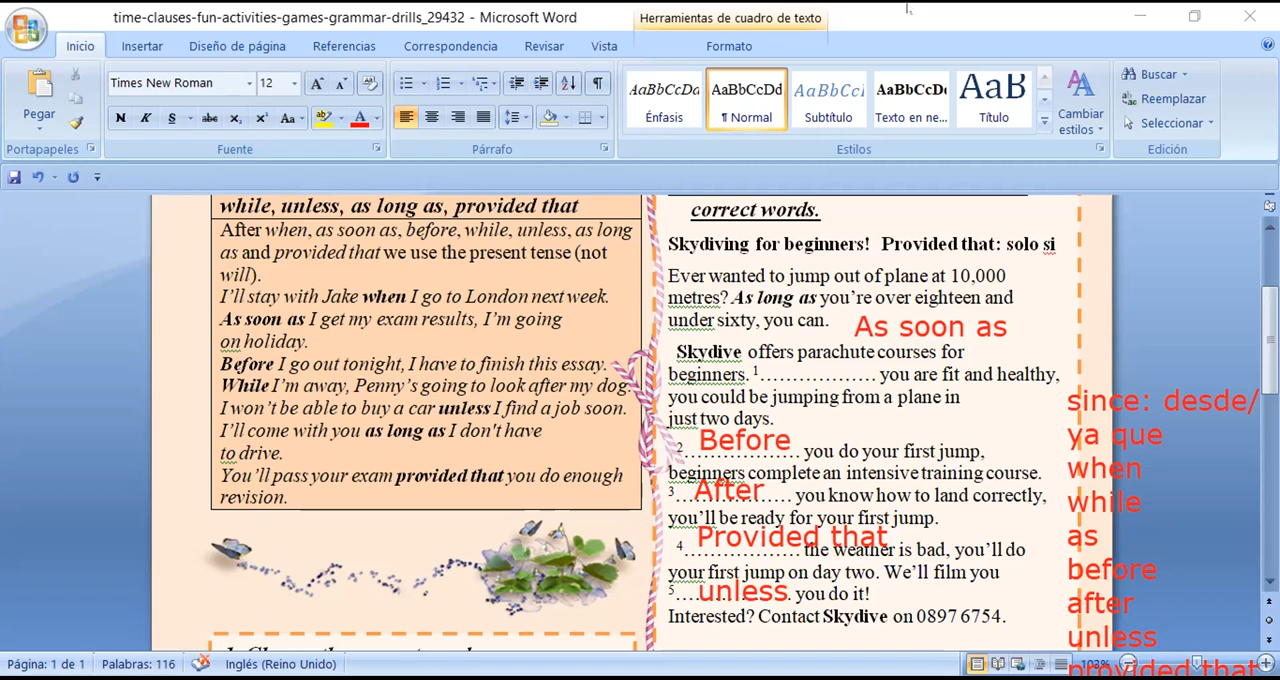 time-clauses-fun-activities-games-grammar-drills_29432 - Microsoft Word
Herramientas de cuadro de texto
Inicio
Insertar
Diseño de página
Referencias
Correspondencia
Revisar
Vista
Formato
Times New Roman
12
Pegar
AaBbCcDd
Énfasis
AaBbCcDd
¶ Normal
AaBbCcI
Subtítulo
AaBbCcDc
Texto en ne...
AaB
Título
Cambiar
estilos
Buscar
Reemplazar
Seleccionar
Portapapeles
Fuente
Párrafo
Estilos
Edición
while, unless, as long as, provided that
After when, as soon as, before, while, unless, as long
as and provided that we use the present tense (not
will).
I'll stay with Jake when I go to London next week.
As soon as I get my exam results, I'm going
on holiday.
Before I go out tonight, I have to finish this essay.
While I'm away, Penny's going to look after my dog.
I won't be able to buy a car unless I find a job soon.
I'll come with you as long as I don't have
to drive.
You'll pass your exam provided that you do enough
revision.
correct words.
Skydiving for beginners! Provided that: solo si
Ever wanted to jump out of plane at 10,000
metres? As long as you're over eighteen and
under sixty, you can.
As soon as
Skydive offers parachute courses for
beginners. 1.................. you are fit and healthy,
you could be jumping from a plane in
just two days.
Before
2.................. you do your first jump,
beginners complete an intensive training course.
After
3.................. you know how to land correctly,
you'll be ready for your first jump.
Provided that
4.................. the weather is bad, you'll do
your first jump on day two. We'll film you
unless
5.................. you do it!
Interested? Contact Skydive on 0897 6754.
since: desde/
ya que
when
while
as
before
after
unless
provided that
Página: 1 de 1
Palabras: 116
Inglés (Reino Unido)
103%